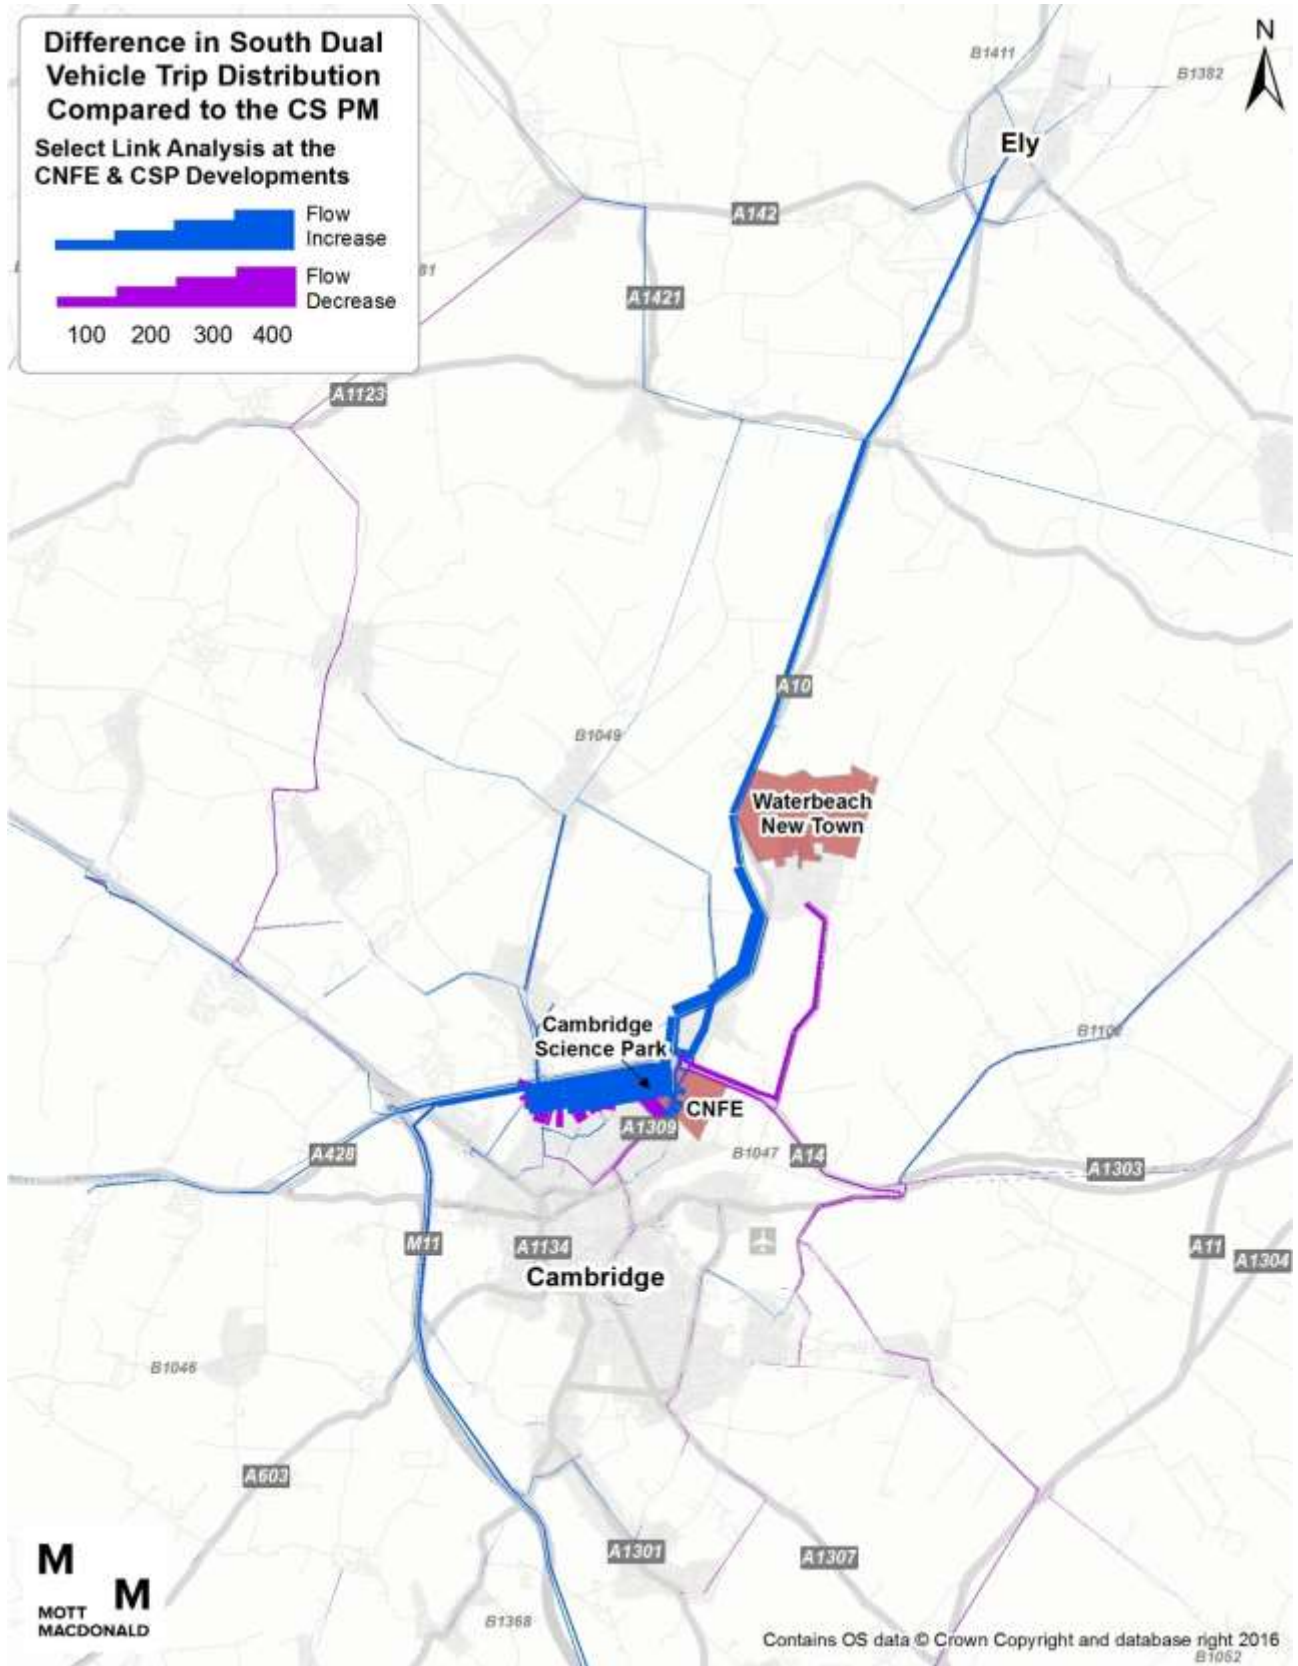 Difference in South Dual
Vehicle Trip Distribution
Compared to the CS PM
Select Link Analysis at the
CNFE & CSP Developments
Flow
Increase
Flow
Decrease
100 200 300 400
N
B1411
B1382
Ely
A142
A1421
A1123
A10
B1049
Waterbeach
New Town
Cambridge
Science Park
B1102
CNFE
A1309
A428
B1047
A14
A1303
M11
A1134
A11
A1304
Cambridge
B1046
A603
A1301
A1307
B1368
M
M
MOTT
MACDONALD
Contains OS data © Crown Copyright and database right 2016
B1052